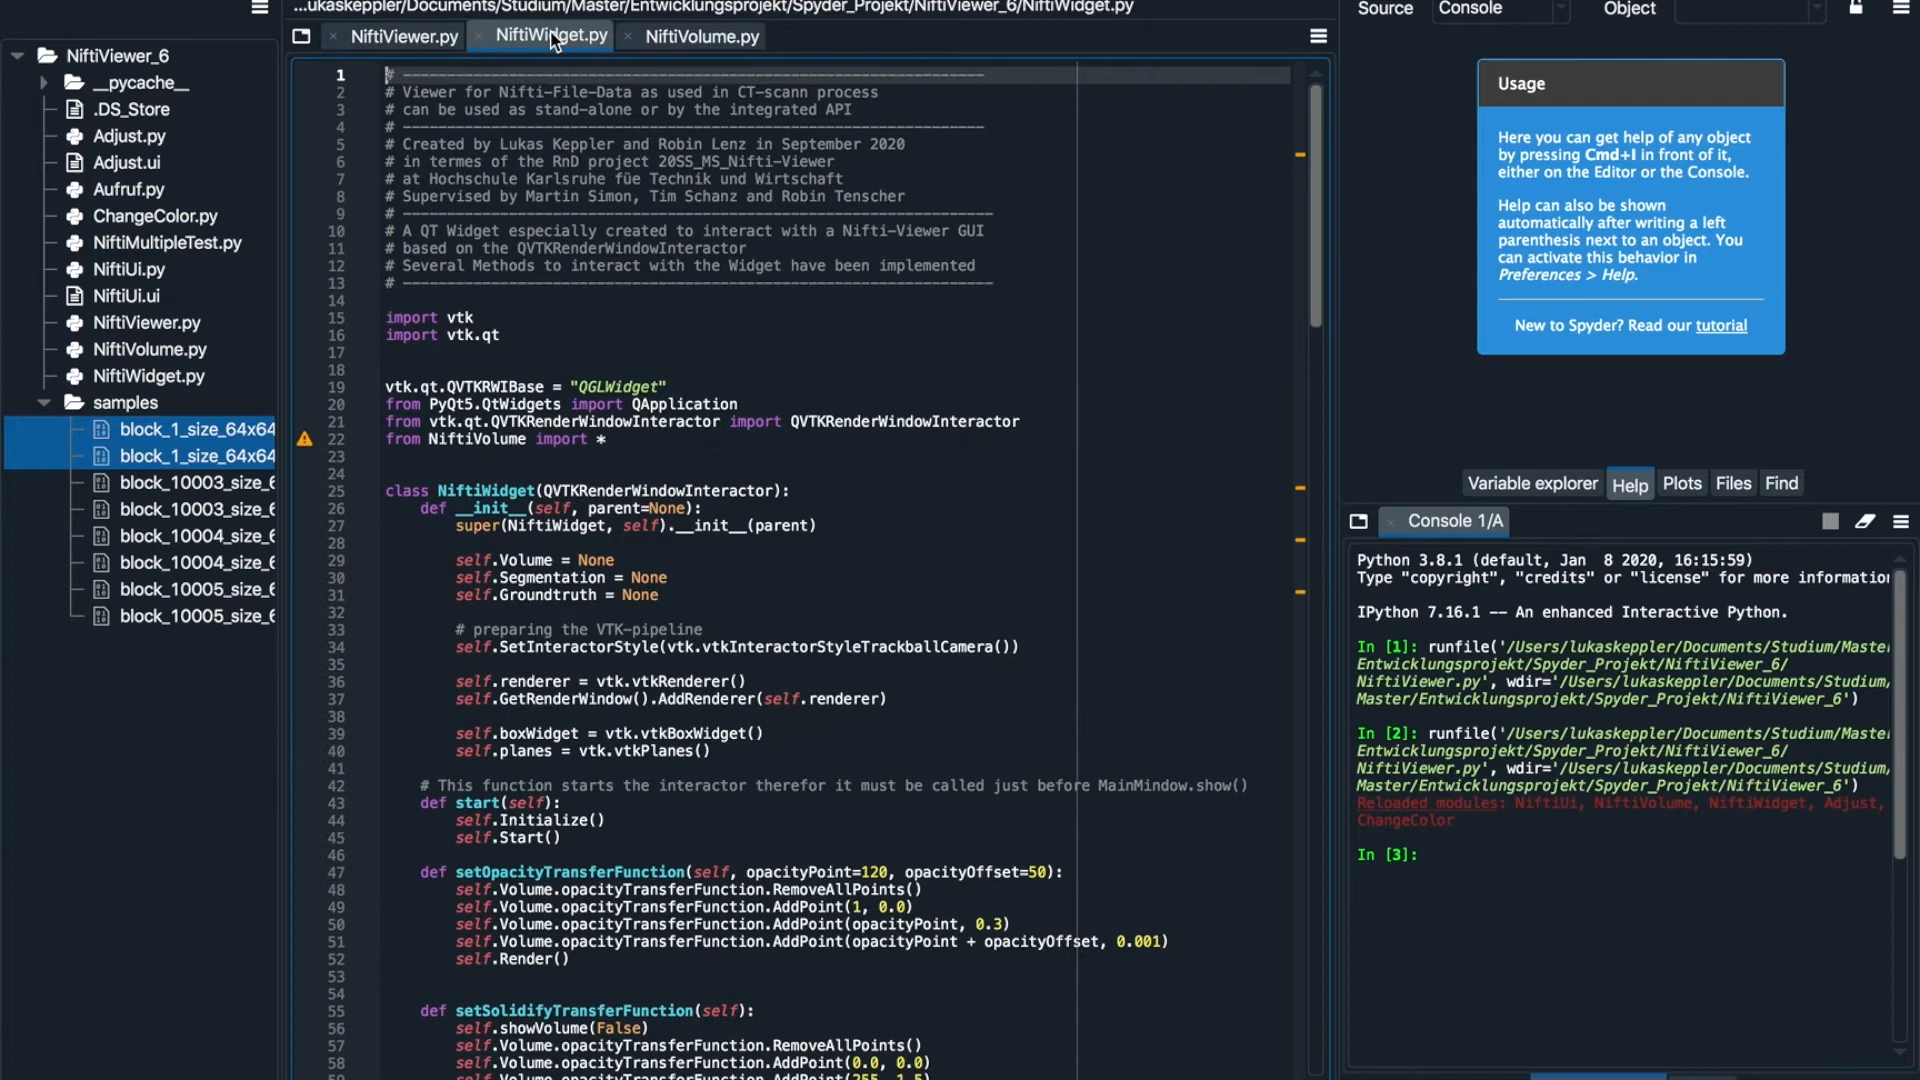 ...ukaskeppler/Documents/Studium/Master/Entwicklungsprojekt/Spyder_Projekt/NiftiViewer_6/NiftiWidget.py
NiftiViewer.py
NiftiWidget.py
NiftiVolume.py
NiftiViewer_6
__pycache__
.DS_Store
Adjust.py
Adjust.ui
Aufruf.py
ChangeColor.py
NiftiMultipleTest.py
NiftiUi.py
NiftiUi.ui
NiftiViewer.py
NiftiVolume.py
NiftiWidget.py
samples
block_1_size_64x64
block_1_size_64x64
block_10003_size_6
block_10003_size_6
block_10004_size_6
block_10004_size_6
block_10005_size_6
block_10005_size_6
1 # ------------------------------------------------------------------
2 # Viewer for Nifti-File-Data as used in CT-scann process
3 # can be used as stand-alone or by the integrated API
4 # ------------------------------------------------------------------
5 # Created by Lukas Keppler and Robin Lenz in September 2020
6 # in termes of the RnD project 20SS_MS_Nifti-Viewer
7 # at Hochschule Karlsruhe füe Technik und Wirtschaft
8 # Supervised by Martin Simon, Tim Schanz and Robin Tenscher
9 # -------------------------------------------------------------------
10 # A QT Widget especially created to interact with a Nifti-Viewer GUI
11 # based on the QVTKRenderWindowInteractor
12 # Several Methods to interact with the Widget have been implemented
13 # -------------------------------------------------------------------
14
15 import vtk
16 import vtk.qt
17
18
19 vtk.qt.QVTKRWIBase = "QGLWidget"
20 from PyQt5.QtWidgets import QApplication
21 from vtk.qt.QVTKRenderWindowInteractor import QVTKRenderWindowInteractor
22 from NiftiVolume import *
23
24
25 class NiftiWidget(QVTKRenderWindowInteractor):
26     def __init__(self, parent=None):
27         super(NiftiWidget, self).__init__(parent)
28
29         self.Volume = None
30         self.Segmentation = None
31         self.Groundtruth = None
32
33         # preparing the VTK-pipeline
34         self.SetInteractorStyle(vtk.vtkInteractorStyleTrackballCamera())
35
36         self.renderer = vtk.vtkRenderer()
37         self.GetRenderWindow().AddRenderer(self.renderer)
38
39         self.boxWidget = vtk.vtkBoxWidget()
40         self.planes = vtk.vtkPlanes()
41
42     # This function starts the interactor therefor it must be called just before MainMindow.show()
43     def start(self):
44         self.Initialize()
45         self.Start()
46
47     def setOpacityTransferFunction(self, opacityPoint=120, opacityOffset=50):
48         self.Volume.opacityTransferFunction.RemoveAllPoints()
49         self.Volume.opacityTransferFunction.AddPoint(1, 0.0)
50         self.Volume.opacityTransferFunction.AddPoint(opacityPoint, 0.3)
51         self.Volume.opacityTransferFunction.AddPoint(opacityPoint + opacityOffset, 0.001)
52         self.Render()
53
54
55     def setSolidifyTransferFunction(self):
56         self.showVolume(False)
57         self.Volume.opacityTransferFunction.RemoveAllPoints()
58         self.Volume.opacityTransferFunction.AddPoint(0.0, 0.0)
59         self.Volume.opacityTransferFunction.AddPoint(255, 1.5)
Source Console Object
Usage
Here you can get help of any object
by pressing Cmd+I in front of it,
either on the Editor or the Console.
Help can also be shown
automatically after writing a left
parenthesis next to an object. You
can activate this behavior in
Preferences > Help.
New to Spyder? Read our tutorial
Variable explorer Help Plots Files Find
Console 1/A
Python 3.8.1 (default, Jan  8 2020, 16:15:59)
Type "copyright", "credits" or "license" for more information
IPython 7.16.1 -- An enhanced Interactive Python.
In [1]: runfile('/Users/lukaskeppler/Documents/Studium/Master
Entwicklungsprojekt/Spyder_Projekt/NiftiViewer_6/
NiftiViewer.py', wdir='/Users/lukaskeppler/Documents/Studium/
Master/Entwicklungsprojekt/Spyder_Projekt/NiftiViewer_6')
In [2]: runfile('/Users/lukaskeppler/Documents/Studium/Master
Entwicklungsprojekt/Spyder_Projekt/NiftiViewer_6/
NiftiViewer.py', wdir='/Users/lukaskeppler/Documents/Studium/
Master/Entwicklungsprojekt/Spyder_Projekt/NiftiViewer_6')
Reloaded modules: NiftiUi, NiftiVolume, NiftiWidget, Adjust,
ChangeColor
In [3]: